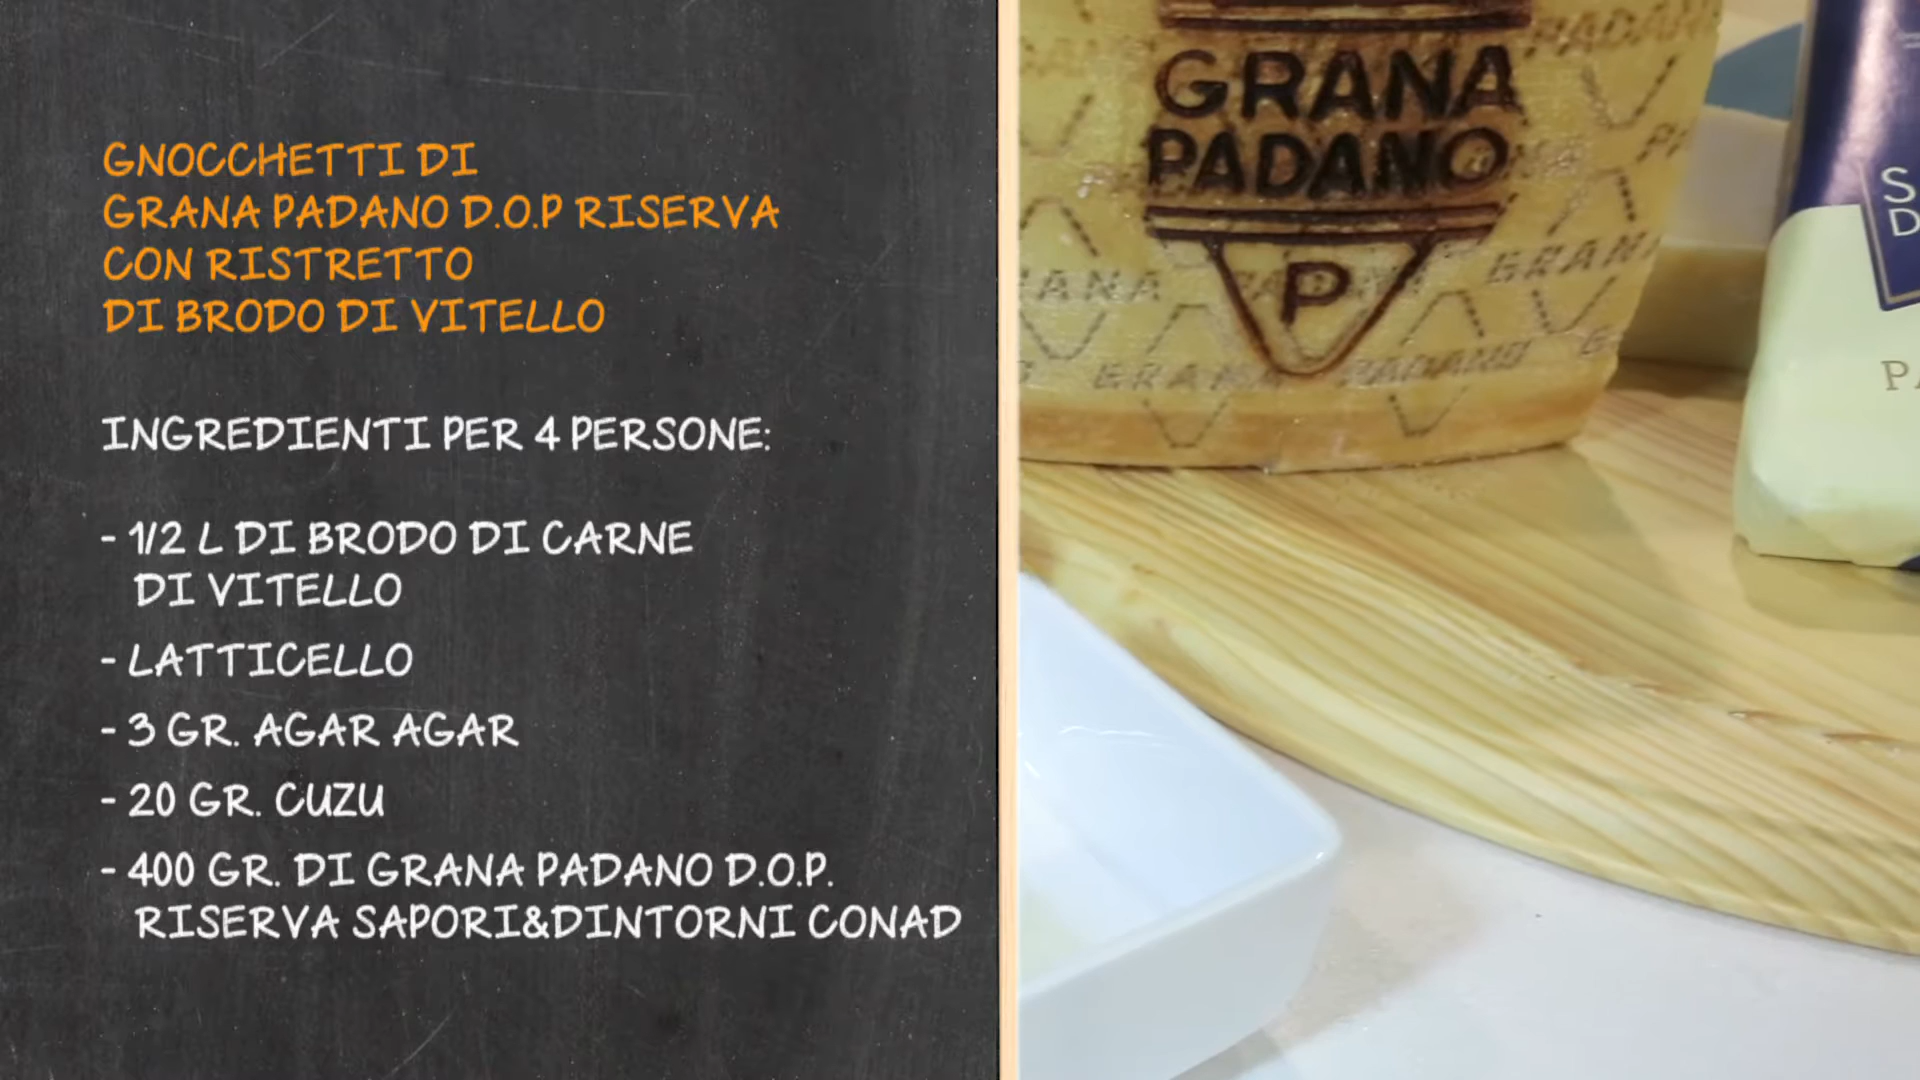 GNOCCHETTI DI
GRANA PADANO D.O.P RISERVA
CON RISTRETTO
DI BRODO DI VITELLO
INGREDIENTI PER 4 PERSONE:
- 1/2 L DI BRODO DI CARNE
DI VITELLO
- LATTICELLO
- 3 GR. AGAR AGAR
- 20 GR. CUZU
- 400 GR. DI GRANA PADANO D.O.P.
RISERVA SAPORI&DINTORNI CONAD
GRANA
PADANO
P
GRANA PADANO